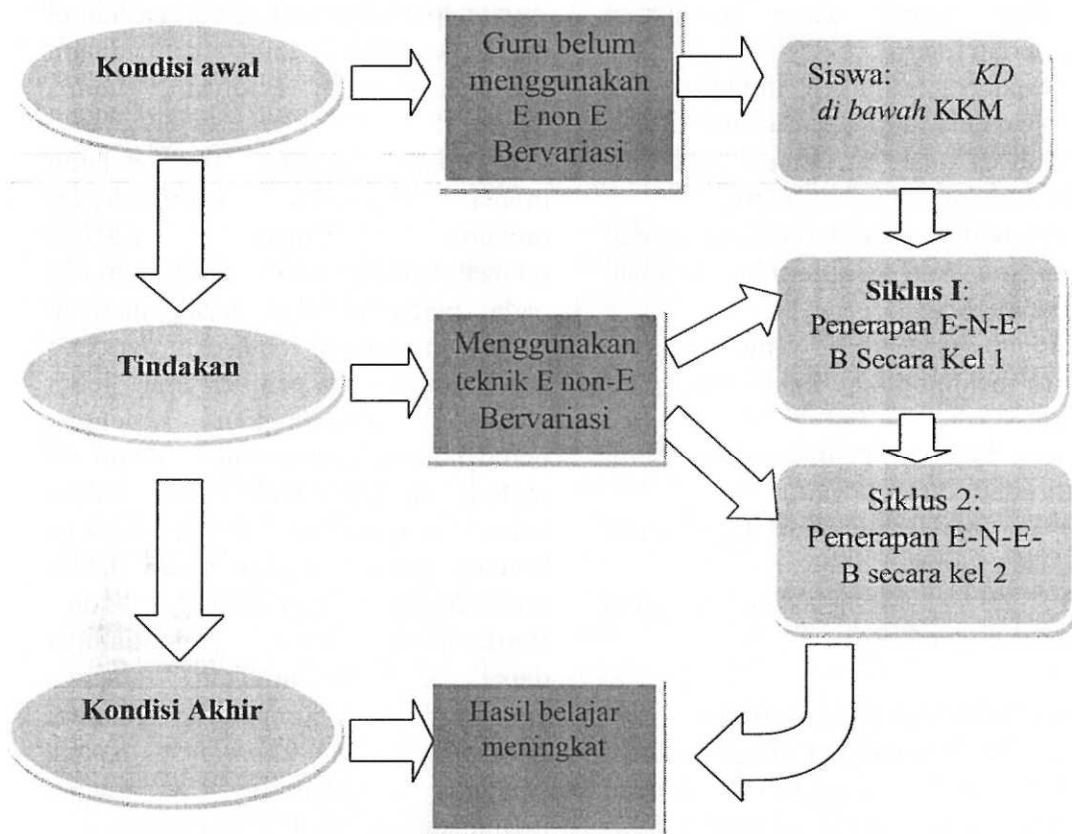 Kondisi awal
Guru belum
menggunakan
E non E
Bervariasi
Siswa: KD
di bawah KKM
Tindakan
Menggunakan
teknik E non-E
Bervariasi
Siklus I:
Penerapan E-N-E-
B Secara Kel 1
Siklus 2:
Penerapan E-N-E-
B secara kel 2
Kondisi Akhir
Hasil belajar
meningkat